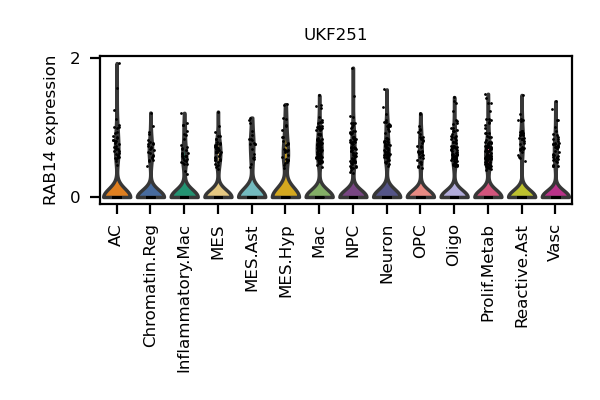 UKF251
RAB14 expression
2
0
AC
Chromatin.Reg
Inflammatory.Mac
MES
MES.Ast
MES.Hyp
Mac
NPC
Neuron
OPC
Oligo
Prolif.Metab
Reactive.Ast
Vasc